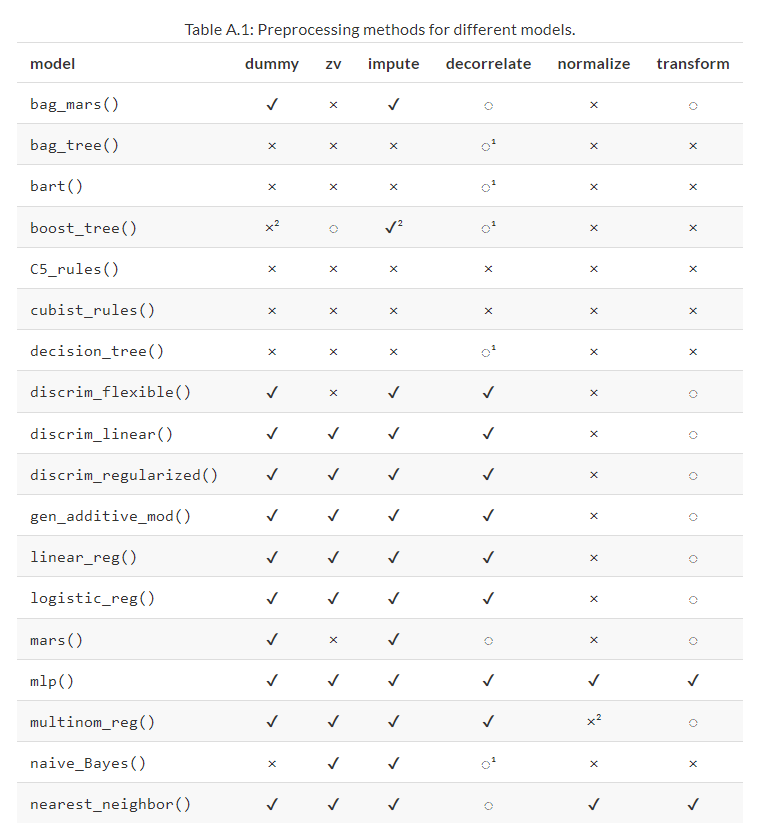 Table A.1: Preprocessing methods for different models.
model dummy zv impute decorrelate normalize transform
bag_mars() ✓ × ✓ ◌ × ◌
bag_tree() × × × ◌¹ × ×
bart() × × × ◌¹ × ×
boost_tree() ײ ◌ ✓² ◌¹ × ×
C5_rules() × × × × × ×
cubist_rules() × × × × × ×
decision_tree() × × × ◌¹ × ×
discrim_flexible() ✓ × ✓ ✓ × ◌
discrim_linear() ✓ ✓ ✓ ✓ × ◌
discrim_regularized() ✓ ✓ ✓ ✓ × ◌
gen_additive_mod() ✓ ✓ ✓ ✓ × ◌
linear_reg() ✓ ✓ ✓ ✓ × ◌
logistic_reg() ✓ ✓ ✓ ✓ × ◌
mars() ✓ × ✓ ◌ × ◌
mlp() ✓ ✓ ✓ ✓ ✓ ✓
multinom_reg() ✓ ✓ ✓ ✓ ײ ◌
naive_Bayes() × ✓ ✓ ◌¹ × ×
nearest_neighbor() ✓ ✓ ✓ ◌ ✓ ✓